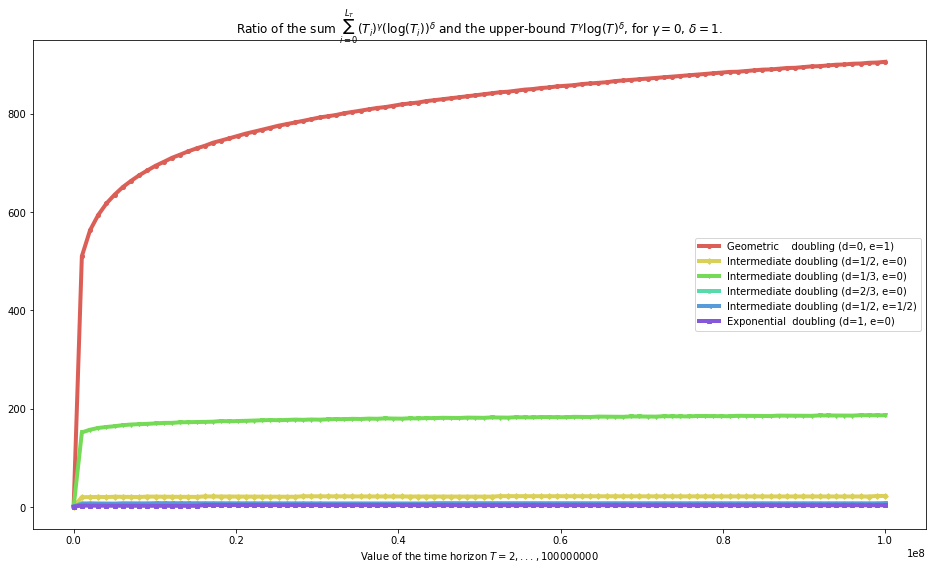 Ratio of the sum $\sum_{i=0}^{L_T} (T_i)^\gamma (\log(T_i))^\delta$ and the upper-bound $T^\gamma \log(T)^\delta$, for $\gamma = 0$, $\delta = 1$.
800
600
400
200
0
Geometric    doubling (d=0, e=1)
Intermediate doubling (d=1/2, e=0)
Intermediate doubling (d=1/3, e=0)
Intermediate doubling (d=2/3, e=0)
Intermediate doubling (d=1/2, e=1/2)
Exponential  doubling (d=1, e=0)
0.0 0.2 0.4 0.6 0.8 1.0
1e8
Value of the time horizon $T = 2, ..., 100000000$